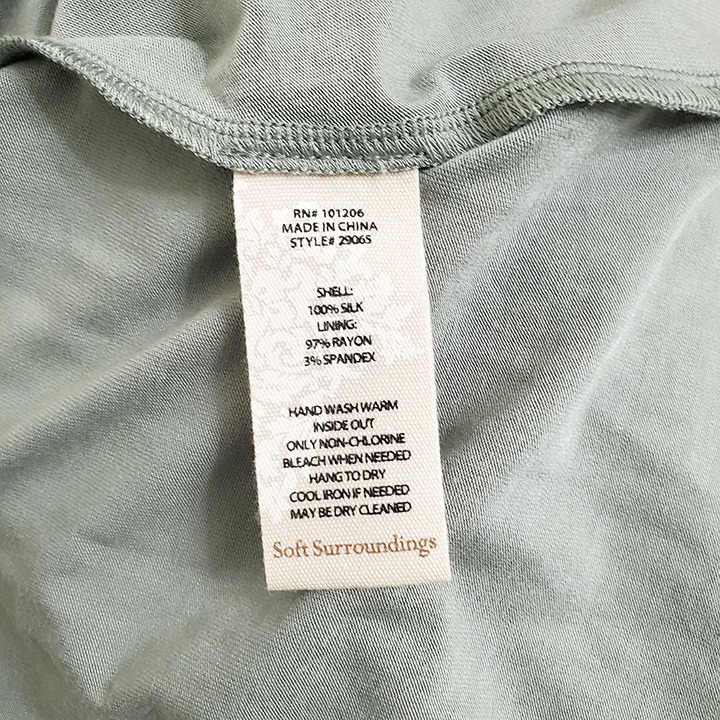 RN# 101206
MADE IN CHINA
STYLE# 29065
SHELL:
100% SILK
LINING:
97% RAYON
3% SPANDEX
HAND WASH WARM
INSIDE OUT
ONLY NON-CHLORINE
BLEACH WHEN NEEDED
HANG TO DRY
COOL IRON IF NEEDED
MAY BE DRY CLEANED
Soft Surroundings